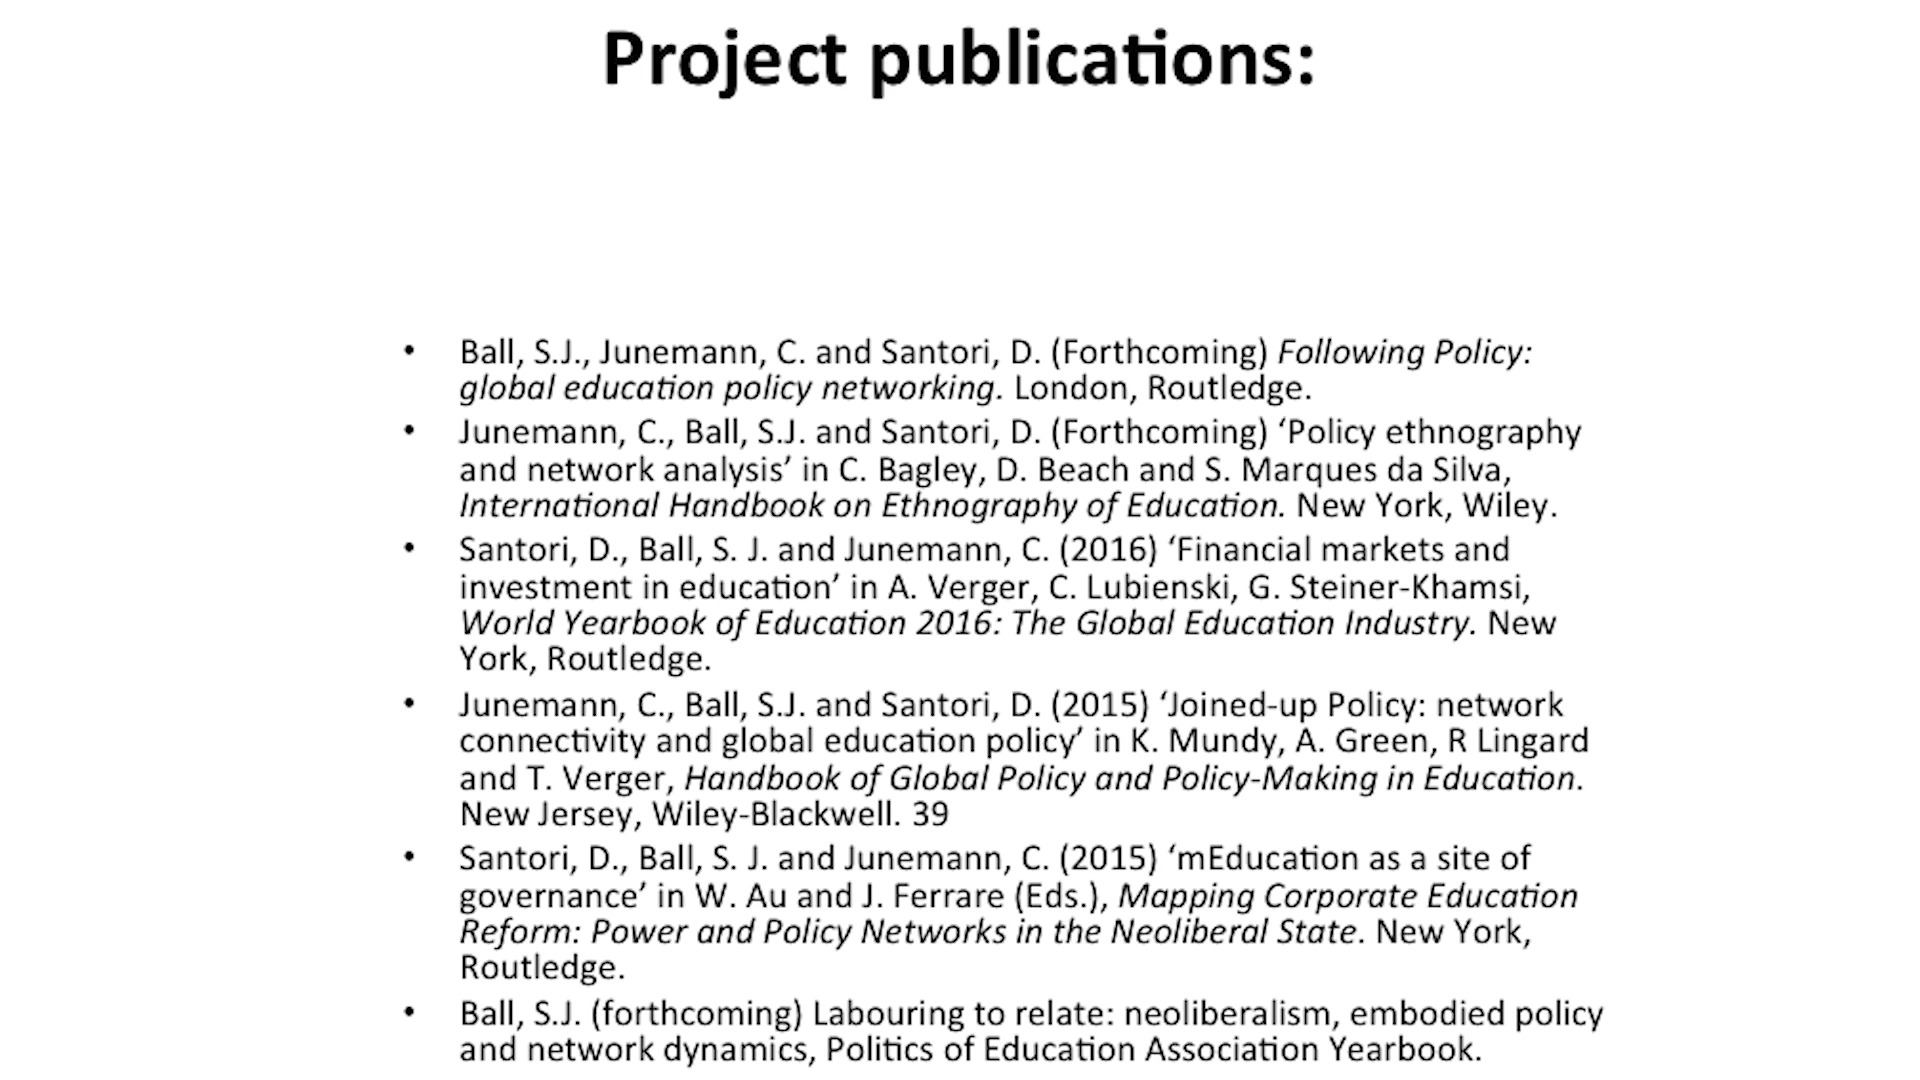 Project publications:
• Ball, S.J., Junemann, C. and Santori, D. (Forthcoming) Following Policy:
global education policy networking. London, Routledge.
• Junemann, C., Ball, S.J. and Santori, D. (Forthcoming) ‘Policy ethnography
and network analysis’ in C. Bagley, D. Beach and S. Marques da Silva,
International Handbook on Ethnography of Education. New York, Wiley.
• Santori, D., Ball, S. J. and Junemann, C. (2016) ‘Financial markets and
investment in education’ in A. Verger, C. Lubienski, G. Steiner-Khamsi,
World Yearbook of Education 2016: The Global Education Industry. New
York, Routledge.
• Junemann, C., Ball, S.J. and Santori, D. (2015) ‘Joined-up Policy: network
connectivity and global education policy’ in K. Mundy, A. Green, R Lingard
and T. Verger, Handbook of Global Policy and Policy-Making in Education.
New Jersey, Wiley-Blackwell. 39
• Santori, D., Ball, S. J. and Junemann, C. (2015) ‘mEducation as a site of
governance’ in W. Au and J. Ferrare (Eds.), Mapping Corporate Education
Reform: Power and Policy Networks in the Neoliberal State. New York,
Routledge.
• Ball, S.J. (forthcoming) Labouring to relate: neoliberalism, embodied policy
and network dynamics, Politics of Education Association Yearbook.